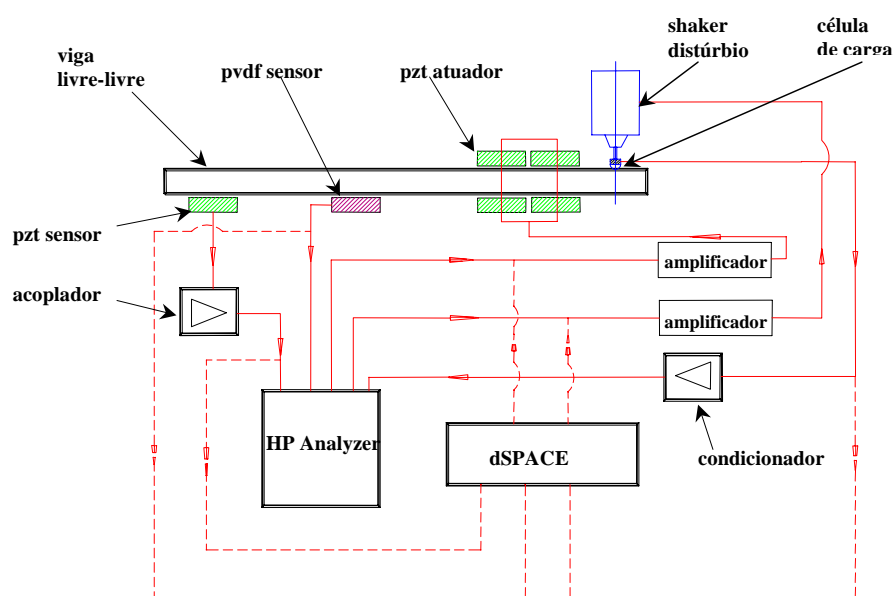 shaker
distúrbio
célula
de carga
viga
livre-livre
pvdf sensor
pzt atuador
pzt sensor
amplificador
acoplador
amplificador
HP Analyzer
dSPACE
condicionador